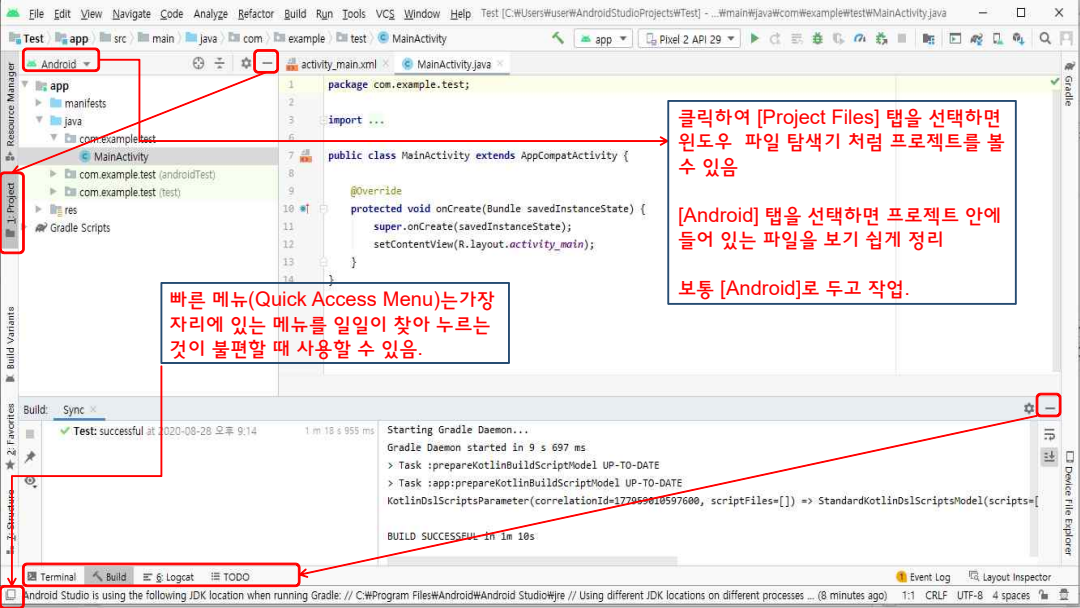 File Edit View Navigate Code Analyze Refactor Build Run Tools VCS Window Help Test [C:₩Users₩user₩AndroidStudioProjects₩Test] - ...₩main₩java₩com₩example₩test₩MainActivity.java
Test app src main java com example test MainActivity app Pixel 2 API 29
Android
activity_main.xml MainActivity.java
Resource Manager
1: Project
Build Variants
2: Favorites
7: Structure
Gradle
Device File Explorer
app
manifests
java
com.example.test
MainActivity
com.example.test (androidTest)
com.example.test (test)
res
Gradle Scripts
1 package com.example.test;
2
3 import ...
6
7 public class MainActivity extends AppCompatActivity {
8
9 @Override
10 protected void onCreate(Bundle savedInstanceState) {
11 super.onCreate(savedInstanceState);
12 setContentView(R.layout.activity_main);
13 }
14 }
클릭하여 [Project Files] 탭을 선택하면
윈도우 파일 탐색기 처럼 프로젝트를 볼
수 있음
[Android] 탭을 선택하면 프로젝트 안에
들어 있는 파일을 보기 쉽게 정리
보통 [Android]로 두고 작업.
빠른 메뉴(Quick Access Menu)는가장
자리에 있는 메뉴를 일일이 찾아 누르는
것이 불편할 때 사용할 수 있음.
Build: Sync
Test: successful at 2020-08-28 오후 9:14 1 m 18 s 955 ms
Starting Gradle Daemon...
Gradle Daemon started in 9 s 697 ms
> Task :prepareKotlinBuildScriptModel UP-TO-DATE
> Task :app:prepareKotlinBuildScriptModel UP-TO-DATE
KotlinDslScriptsParameter(correlationId=177959010597600, scriptFiles=[]) => StandardKotlinDslScriptsModel(scripts=[
BUILD SUCCESSFUL in 1m 10s
Terminal Build 6: Logcat TODO 1 Event Log Layout Inspector
Android Studio is using the following JDK location when running Gradle: // C:₩Program Files₩Android₩Android Studio₩jre // Using different JDK locations on different processes ... (8 minutes ago) 1:1 CRLF UTF-8 4 spaces